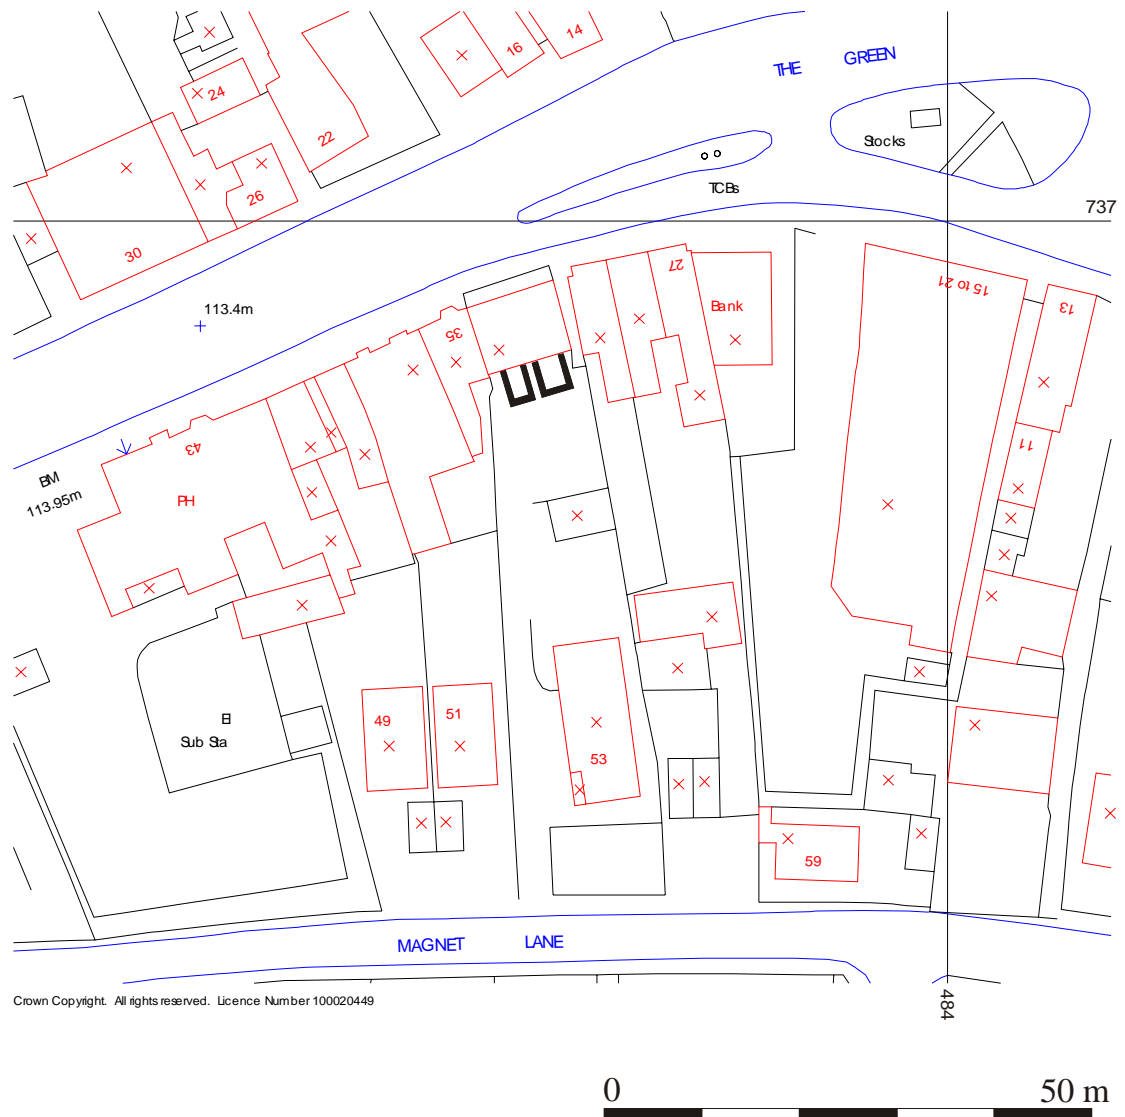 14
16
THE GREEN
24
22
Stocks
TCBs
26
737
30
27
15 to 21
113.4m
Bank
13
35
43
11
BM
113.95m
PH
49
51
El
Sub Sta
53
59
MAGNET LANE
Crown Copyright. All rights reserved. Licence Number 100020449
484
0 50 m